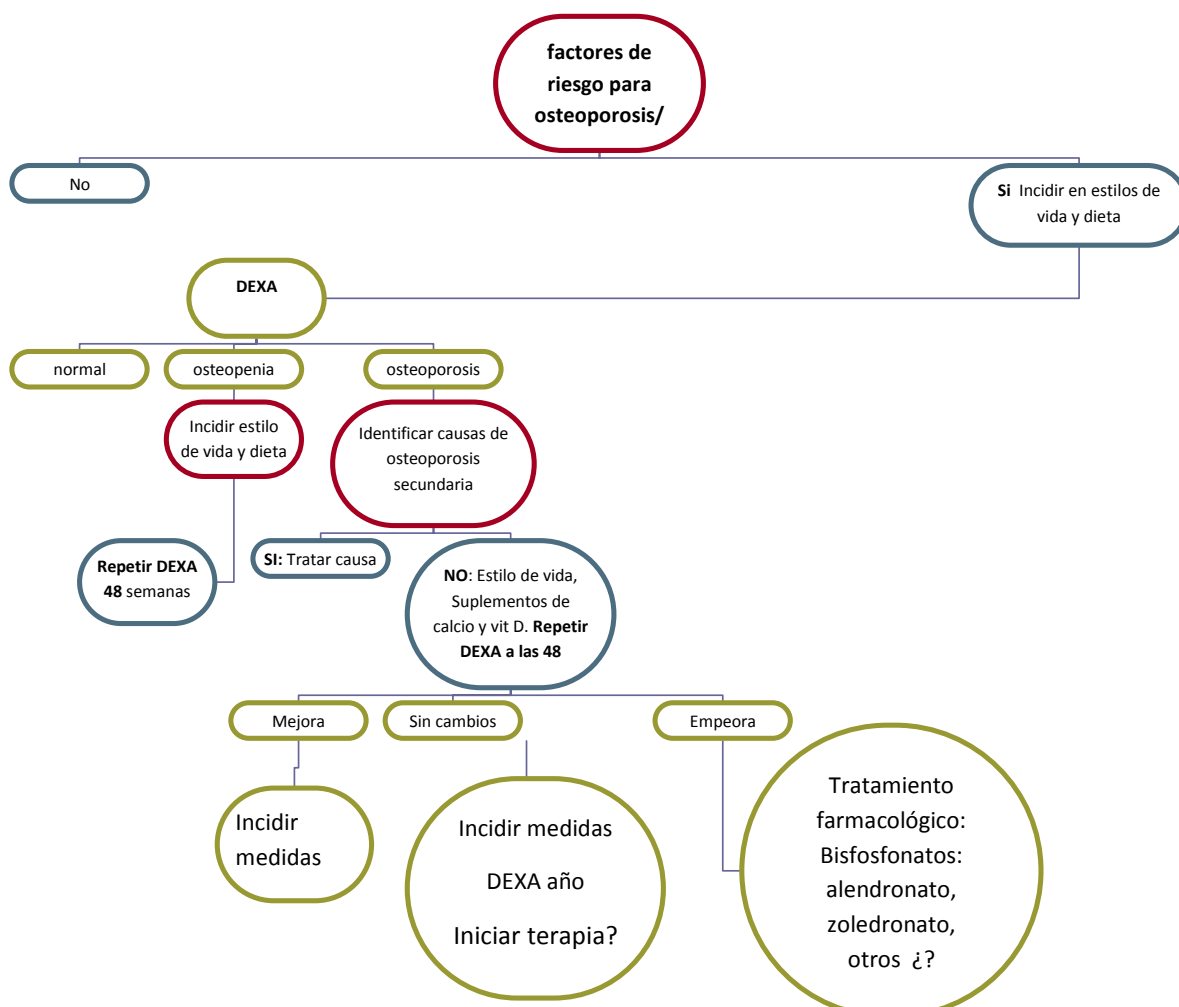 factores de
riesgo para
osteoporosis/
No
Si Incidir en estilos de
vida y dieta
DEXA
normal
osteopenia
osteoporosis
Incidir estilo
de vida y dieta
Identificar causas de
osteoporosis
secundaria
Repetir DEXA
48 semanas
SI: Tratar causa
NO: Estilo de vida,
Suplementos de
calcio y vit D. Repetir
DEXA a las 48
Mejora
Sin cambios
Empeora
Incidir
medidas
Incidir medidas
DEXA año
Iniciar terapia?
Tratamiento
farmacológico:
Bisfosfonatos:
alendronato,
zoledronato,
otros ¿?